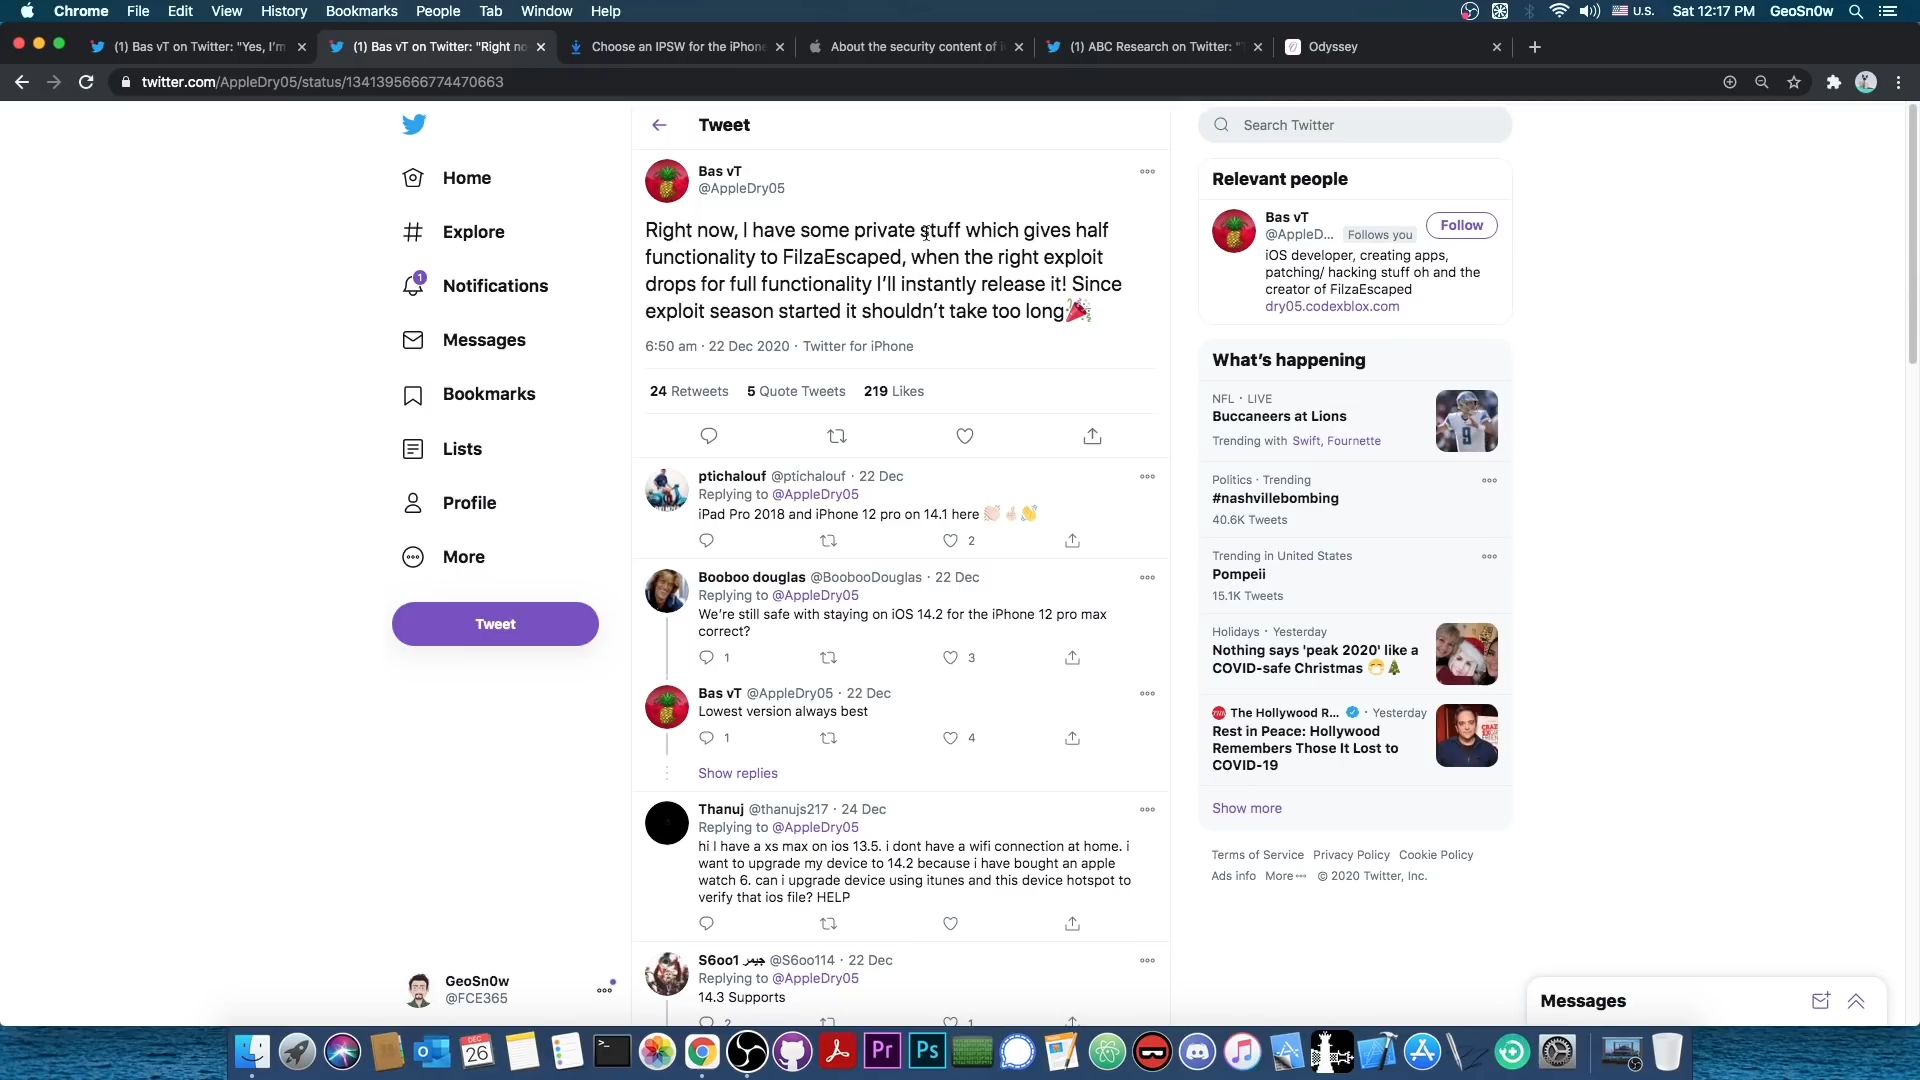 Chrome File Edit View History Bookmarks People Tab Window Help U.S. Sat 12:17 PM GeoSn0w
(1) Bas vT on Twitter: "Yes, I'm
(1) Bas vT on Twitter: "Right no
Choose an IPSW for the iPhone
About the security content of i
(1) ABC Research on Twitter: "
Odyssey
twitter.com/AppleDry05/status/1341395666774470663
Home
Explore
1
Notifications
Messages
Bookmarks
Lists
Profile
More
Tweet
GeoSn0w
@FCE365
Tweet
Bas vT
@AppleDry05
Right now, I have some private stuff which gives half
functionality to FilzaEscaped, when the right exploit
drops for full functionality I'll instantly release it! Since
exploit season started it shouldn't take too long🎉
6:50 am · 22 Dec 2020 · Twitter for iPhone
24 Retweets 5 Quote Tweets 219 Likes
ptichalouf @ptichalouf · 22 Dec
Replying to @AppleDry05
iPad Pro 2018 and iPhone 12 pro on 14.1 here
2
Booboo douglas @BoobooDouglas · 22 Dec
Replying to @AppleDry05
We're still safe with staying on iOS 14.2 for the iPhone 12 pro max
correct?
1 3
Bas vT @AppleDry05 · 22 Dec
Lowest version always best
1 4
Show replies
Thanuj @thanujs217 · 24 Dec
Replying to @AppleDry05
hi I have a xs max on ios 13.5. i dont have a wifi connection at home. i
want to upgrade my device to 14.2 because i have bought an apple
watch 6. can i upgrade device using itunes and this device hotspot to
verify that ios file? HELP
S6oo1 جيمر @S6oo114 · 22 Dec
Replying to @AppleDry05
14.3 Supports
2 1
Search Twitter
Relevant people
Bas vT
@AppleD... Follows you
Follow
iOS developer, creating apps,
patching/ hacking stuff oh and the
creator of FilzaEscaped
dry05.codexblox.com
What's happening
NFL · LIVE
Buccaneers at Lions
Trending with Swift, Fournette
9
Politics · Trending
#nashvillebombing
40.6K Tweets
Trending in United States
Pompeii
15.1K Tweets
Holidays · Yesterday
Nothing says 'peak 2020' like a
COVID-safe Christmas 😷🎄
The Hollywood R... · Yesterday
Rest in Peace: Hollywood
Remembers Those It Lost to
COVID-19
Show more
Terms of Service Privacy Policy Cookie Policy
Ads info More ··· © 2020 Twitter, Inc.
Messages
DEC
26
Pr Ps